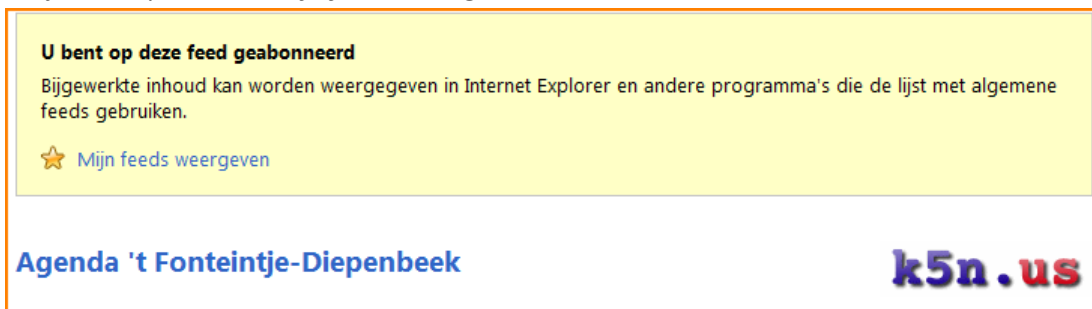 U bent op deze feed geabonneerd
Bijgewerkte inhoud kan worden weergegeven in Internet Explorer en andere programma's die de lijst met algemene
feeds gebruiken.
Mijn feeds weergeven
Agenda 't Fonteintje-Diepenbeek
k5n.us